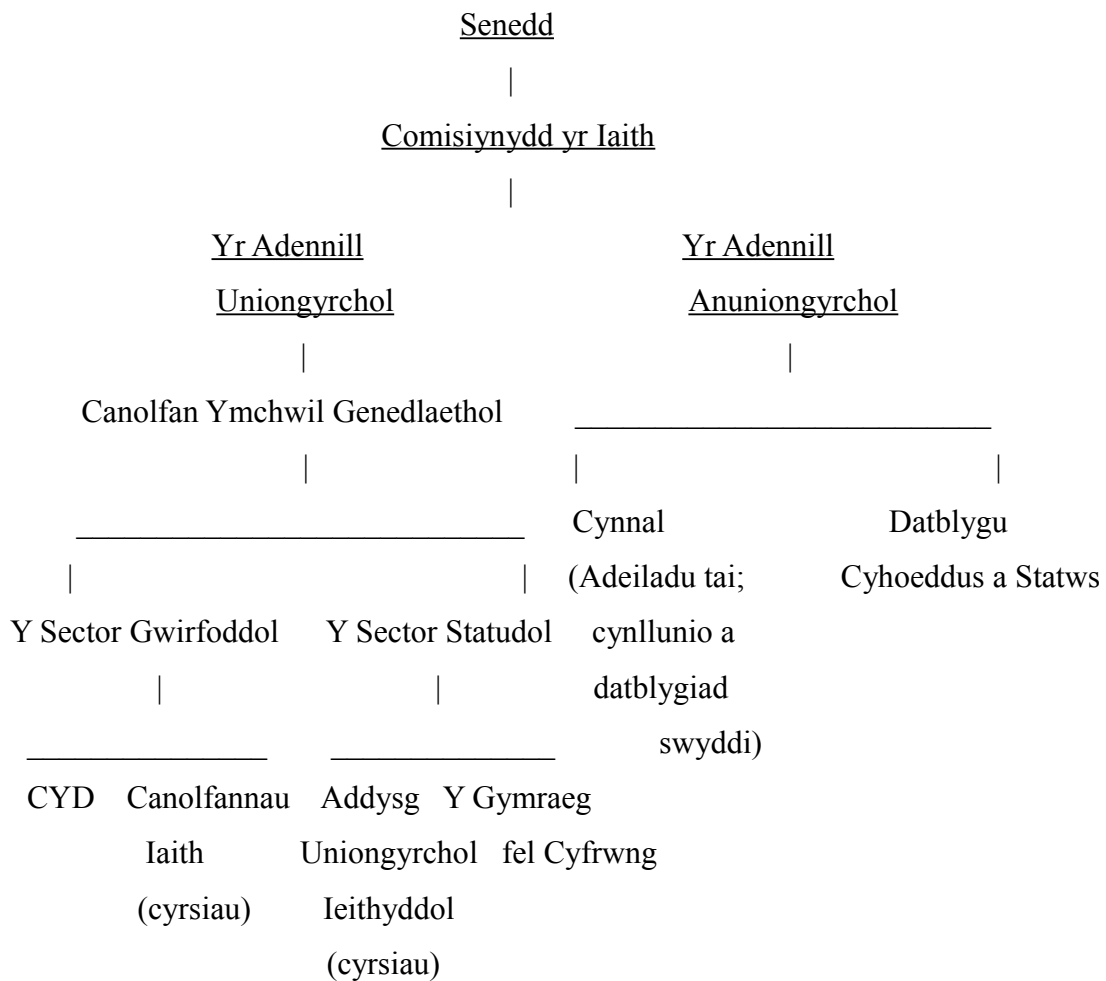 Senedd
Comisiynydd yr Iaith
Yr Adennill Yr Adennill
Uniongyrchol Anuniongyrchol
Canolfan Ymchwil Genedlaethol
Cynnal Datblygu
(Adeiladu tai; Cyhoeddus a Statws
Y Sector Gwirfoddol Y Sector Statudol cynllunio a
datblygiad
swyddi)
CYD Canolfannau Addysg Y Gymraeg
Iaith Uniongyrchol fel Cyfrwng
(cyrsiau) Ieithyddol
(cyrsiau)